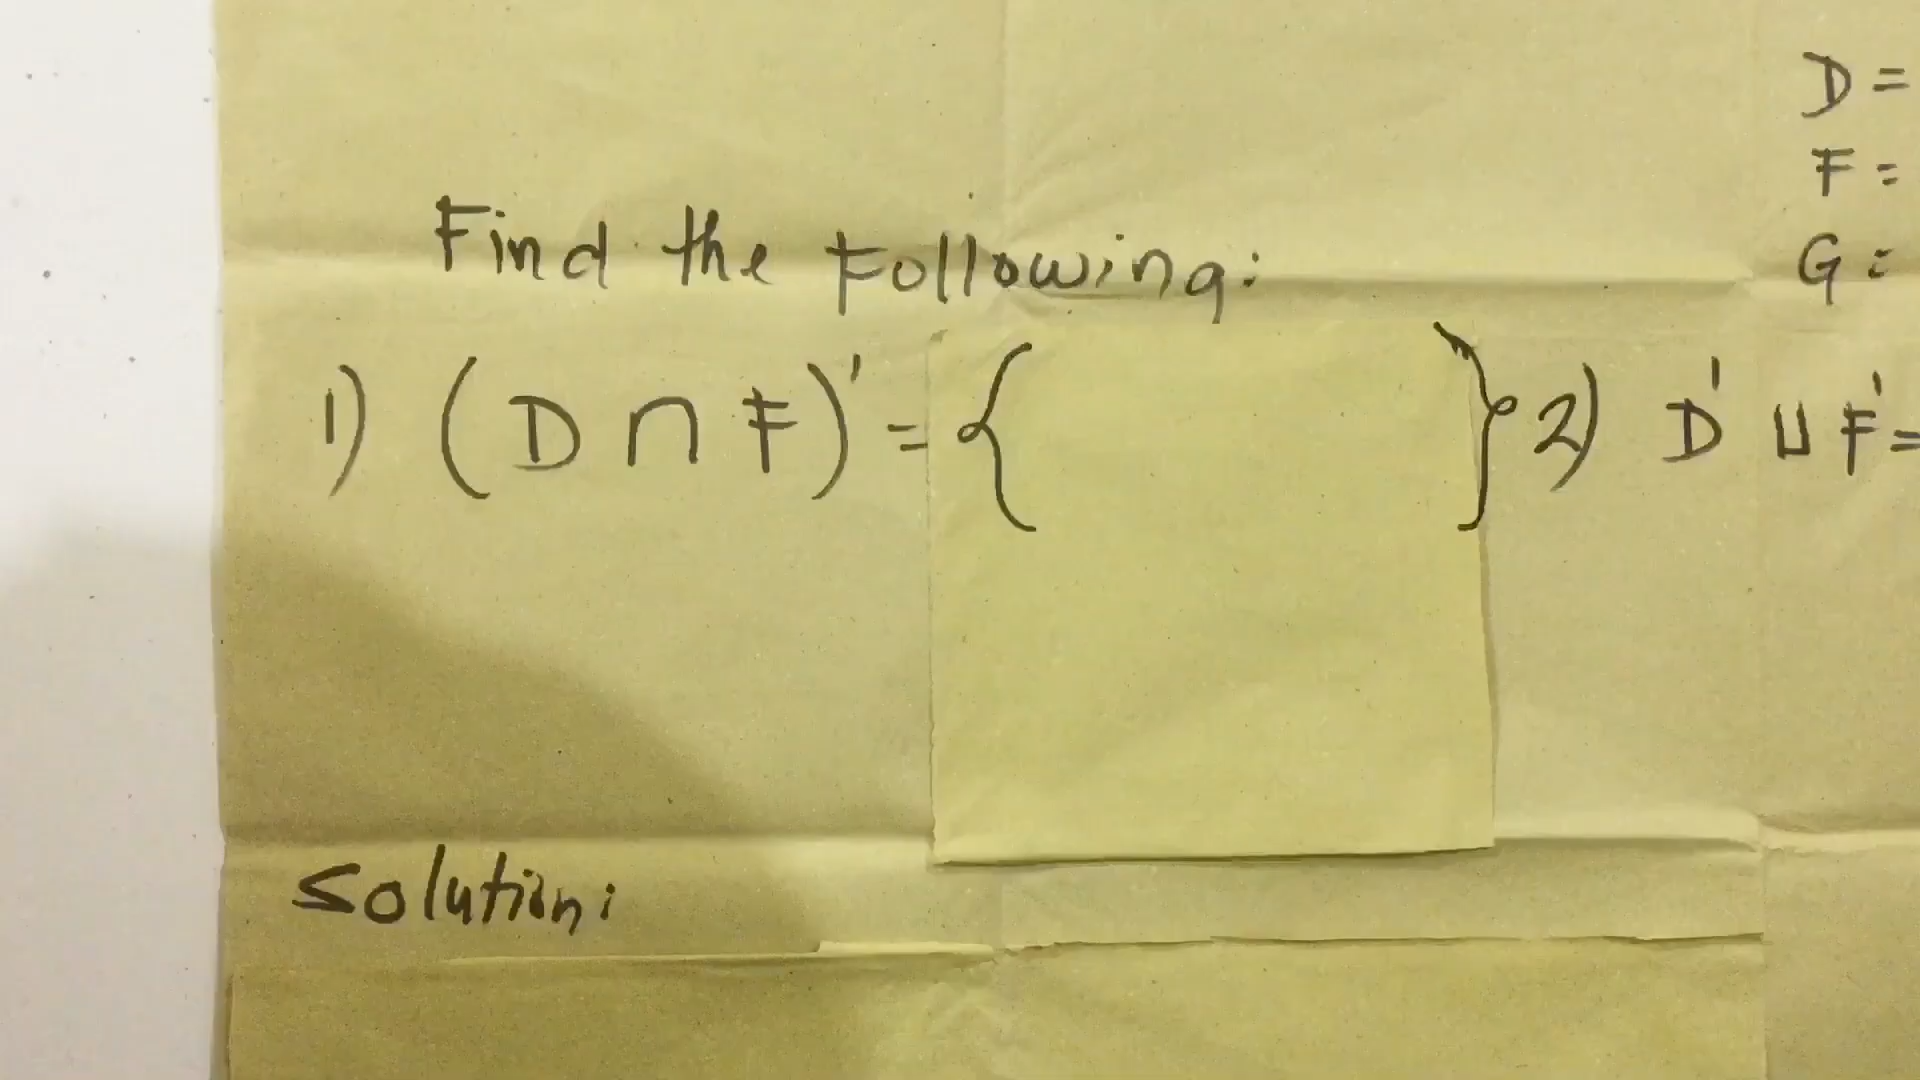 D =
F =
G =
Find the Following:
1) (D ∩ F)' = { } 2) D' ⊔ F' =
Solution: